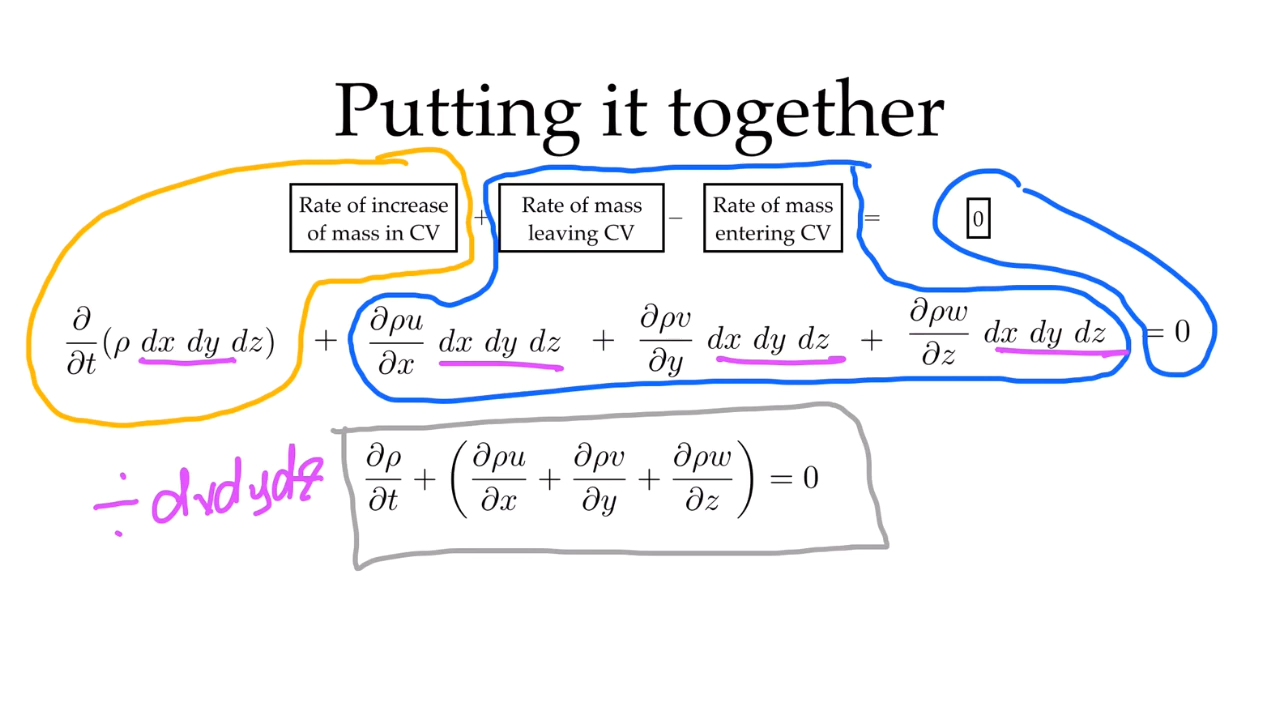 Putting it together
Rate of increase of mass in CV + Rate of mass leaving CV − Rate of mass entering CV = 0
∂/∂t (ρ dx dy dz) + ∂ρu/∂x dx dy dz + ∂ρv/∂y dx dy dz + ∂ρw/∂z dx dy dz = 0
÷ dxdydz
∂ρ/∂t + (∂ρu/∂x + ∂ρv/∂y + ∂ρw/∂z) = 0